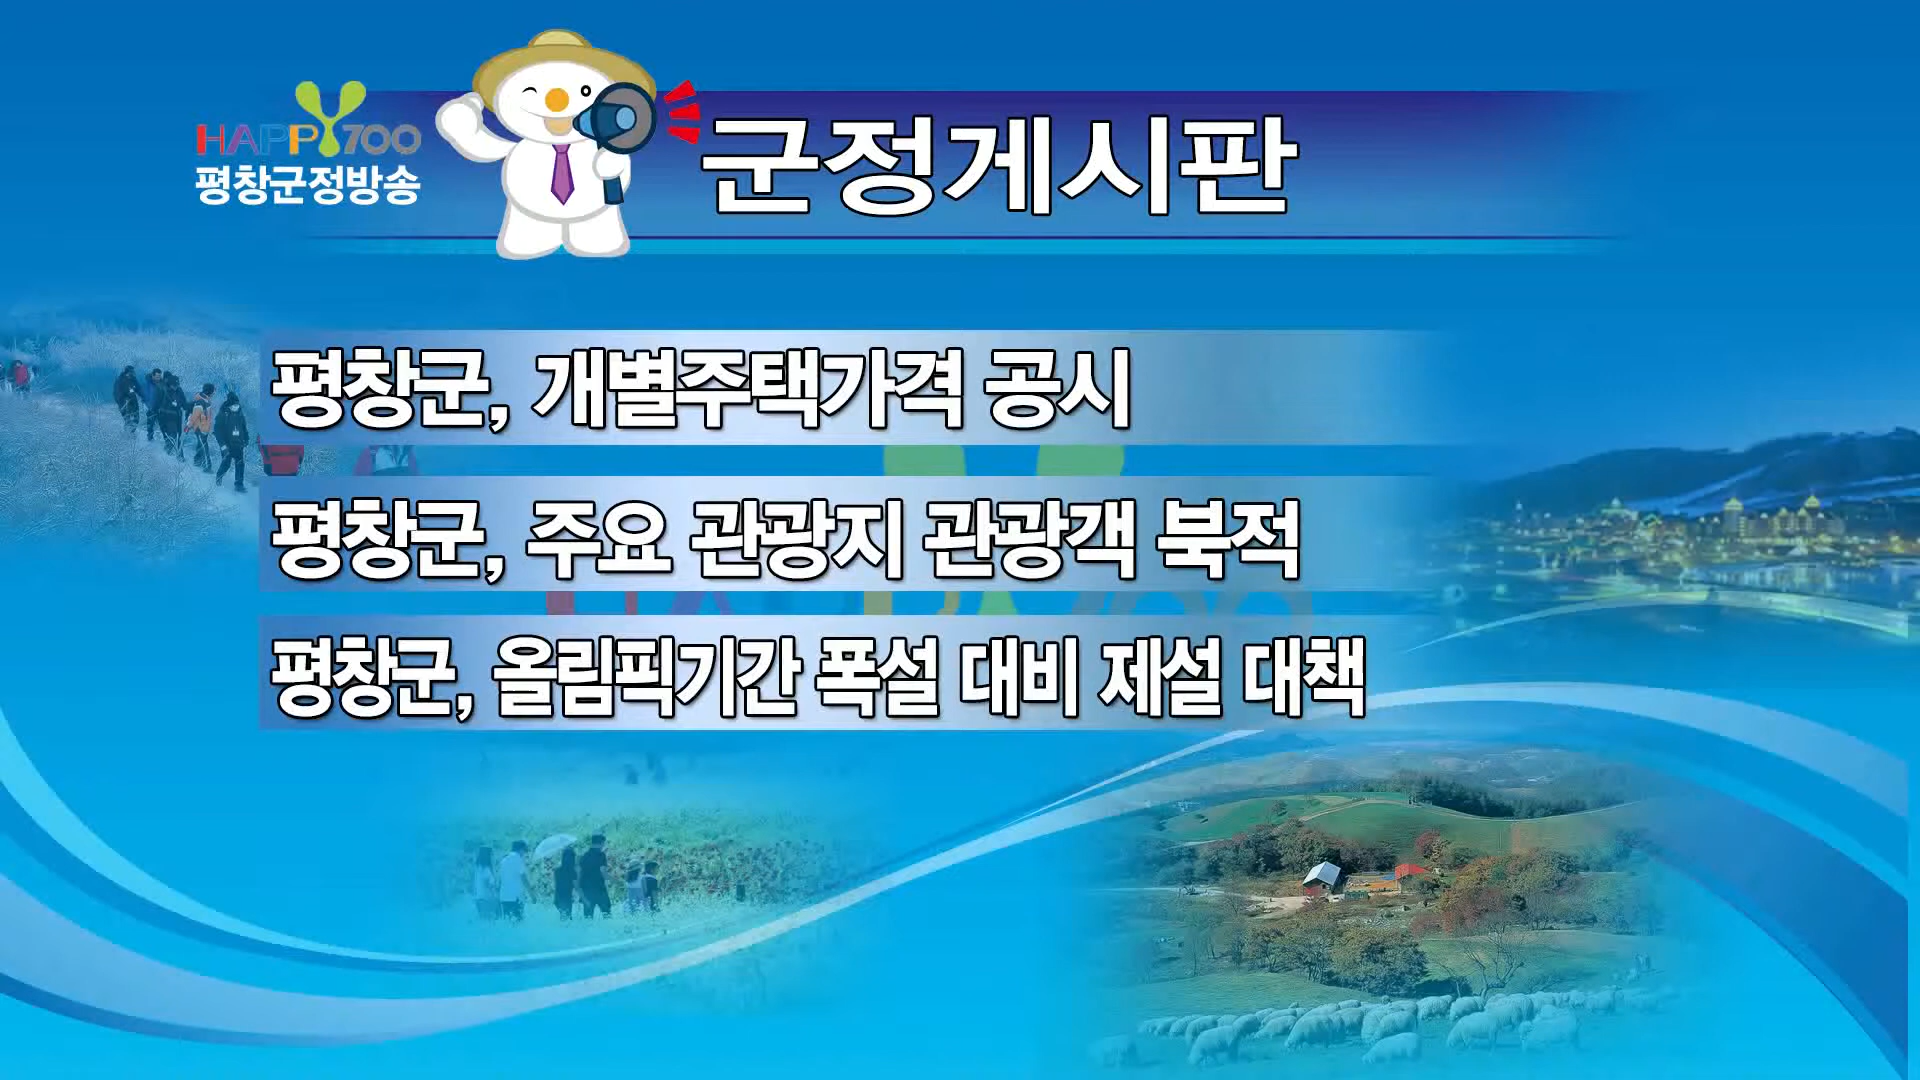 HAPPY700
평창군정방송
군정게시판
평창군, 개별주택가격 공시
평창군, 주요 관광지 관광객 북적
평창군, 올림픽기간 폭설 대비 제설 대책
HAPPY700